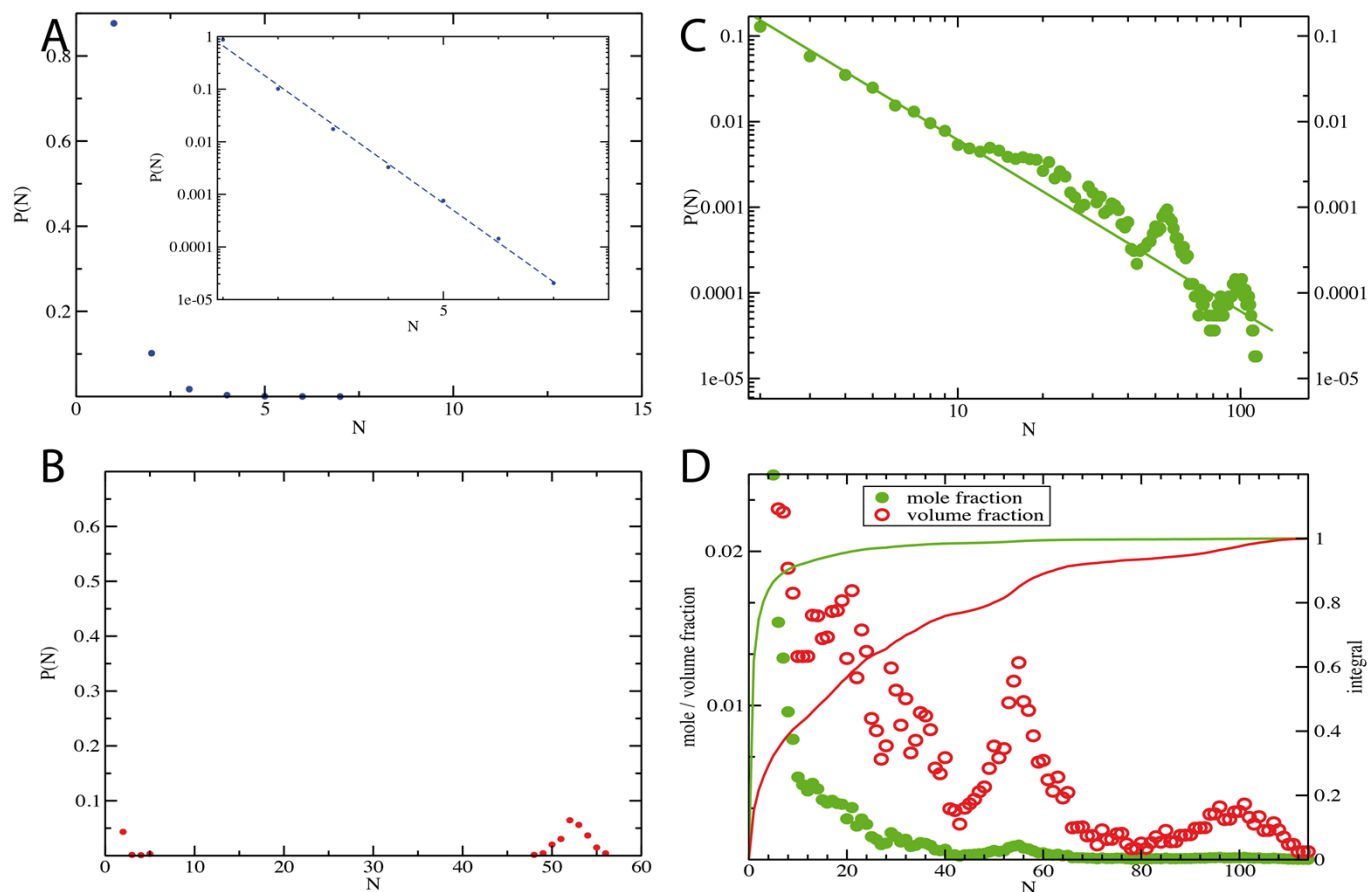 A
P(N)
0.8
0.6
0.4
0.2
0
0
5
10
15
N
P(N)
1
0.1
0.01
0.001
0.0001
1e-05
5
N
C
P(N)
0.1
0.01
0.001
0.0001
1e-05
0.1
0.01
0.001
0.0001
1e-05
10
100
N
B
P(N)
0.6
0.5
0.4
0.3
0.2
0.1
0
10
20
30
40
50
60
N
D
mole fraction
volume fraction
mole / volume fraction
0.02
0.01
1
0.8
0.6
0.4
0.2
0
integral
0
20
40
60
80
100
N